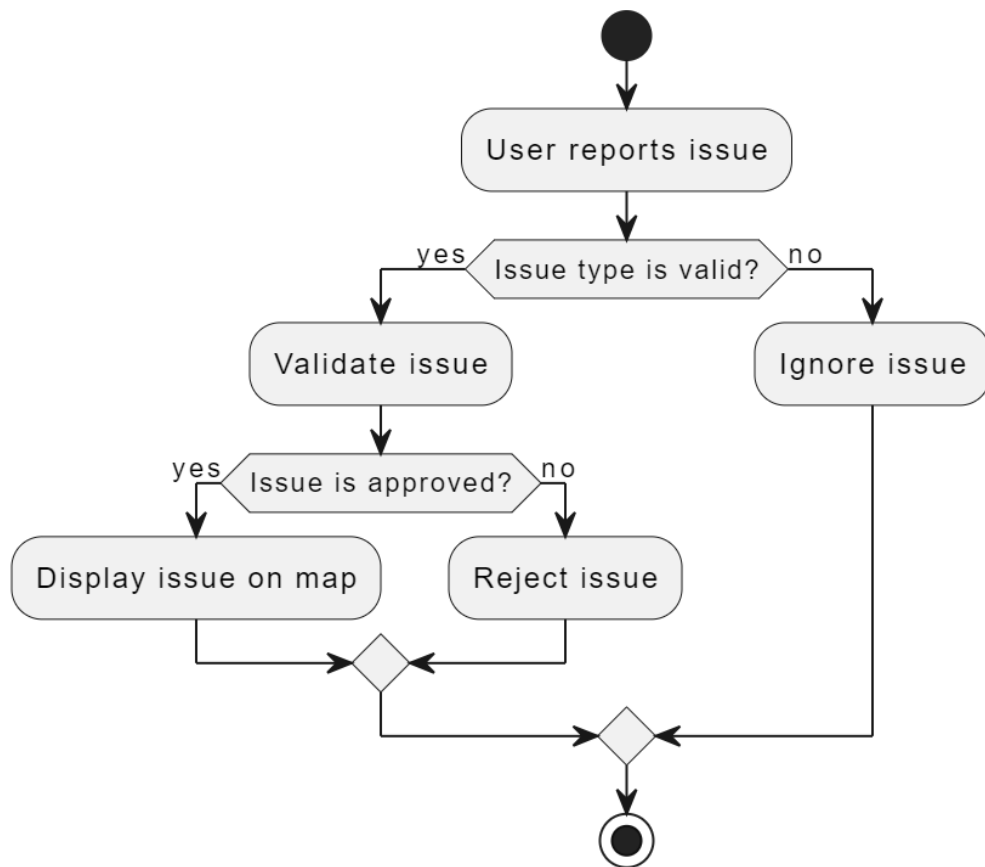 User reports issue
yes
Issue type is valid?
no
Validate issue
Ignore issue
yes
Issue is approved?
no
Display issue on map
Reject issue